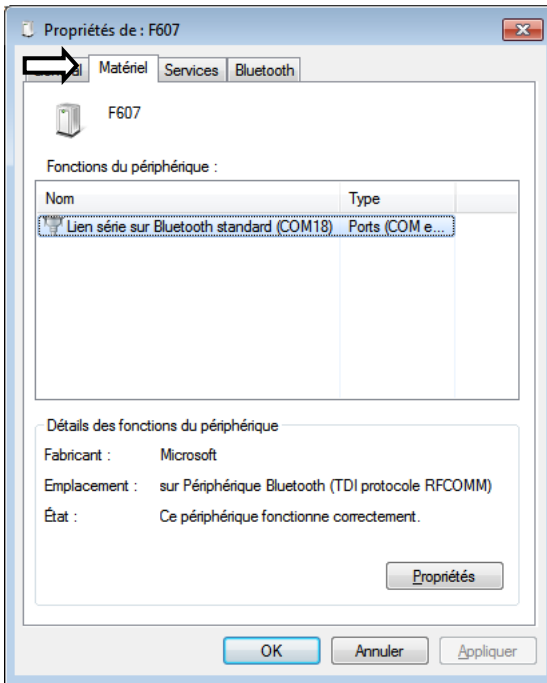 Propriétés de : F607
Matériel Services Bluetooth
F607
Fonctions du périphérique :
Nom Type
Lien série sur Bluetooth standard (COM18) Ports (COM e...
Détails des fonctions du périphérique
Fabricant : Microsoft
Emplacement : sur Périphérique Bluetooth (TDI protocole RFCOMM)
État : Ce périphérique fonctionne correctement.
Propriétés
OK Annuler Appliquer